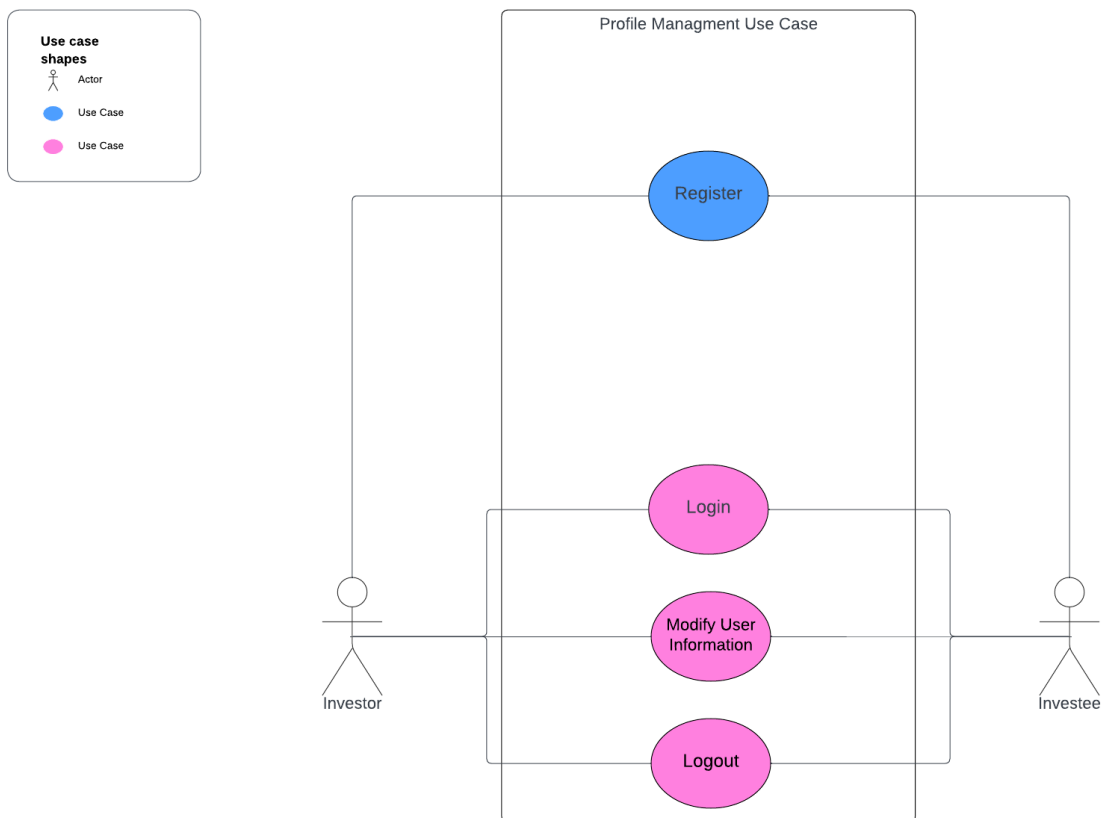 Use case
shapes
Actor
Use Case
Use Case
Profile Managment Use Case
Register
Login
Modify User
Information
Investor
Investee
Logout